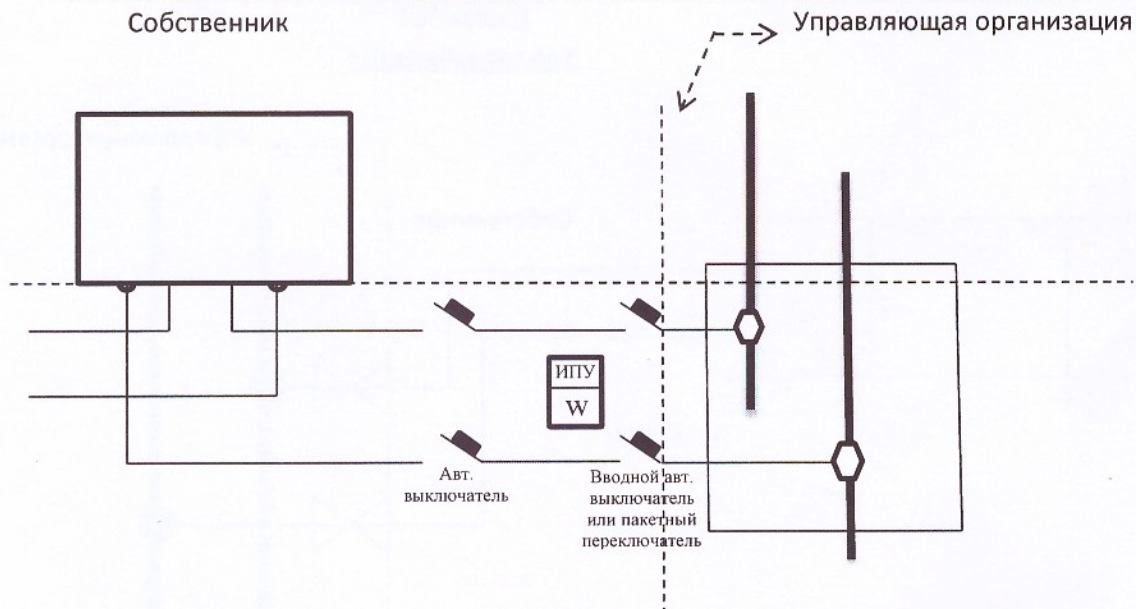 Собственник
Управляющая организация
ИПУ
W
Авт.
выключатель
Вводной авт.
выключатель
или пакетный
переключатель